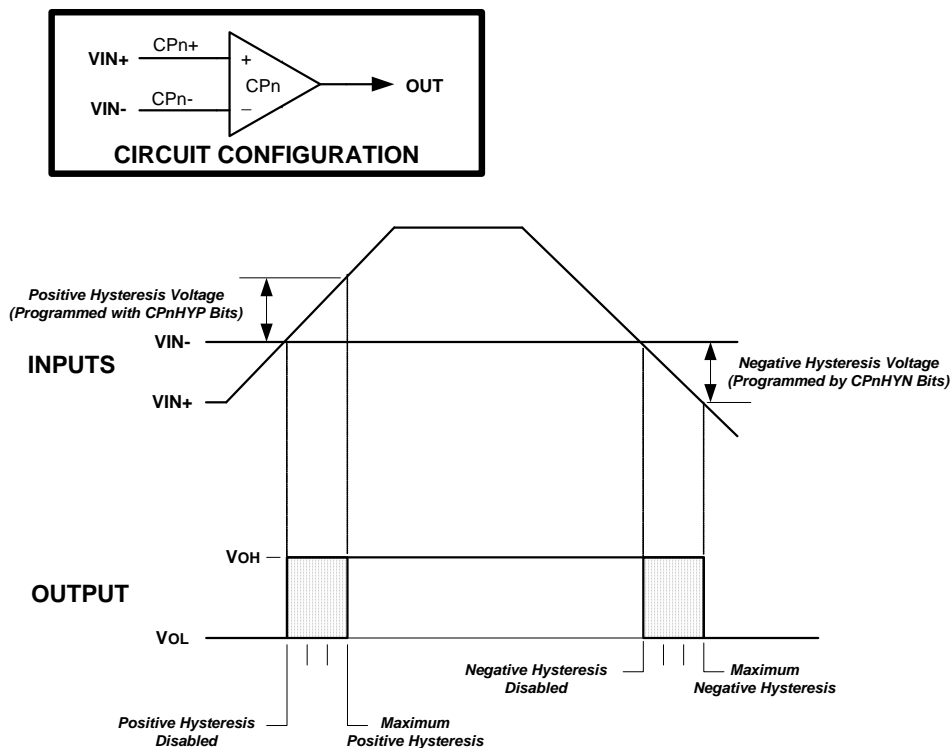 VIN+
CPn+
+
CPn
VIN-
CPn-
–
OUT
CIRCUIT CONFIGURATION
Positive Hysteresis Voltage
(Programmed with CPnHYP Bits)
VIN-
INPUTS
VIN+
Negative Hysteresis Voltage
(Programmed by CPnHYN Bits)
VOH
OUTPUT
VOL
Positive Hysteresis
Disabled
Maximum
Positive Hysteresis
Negative Hysteresis
Disabled
Maximum
Negative Hysteresis